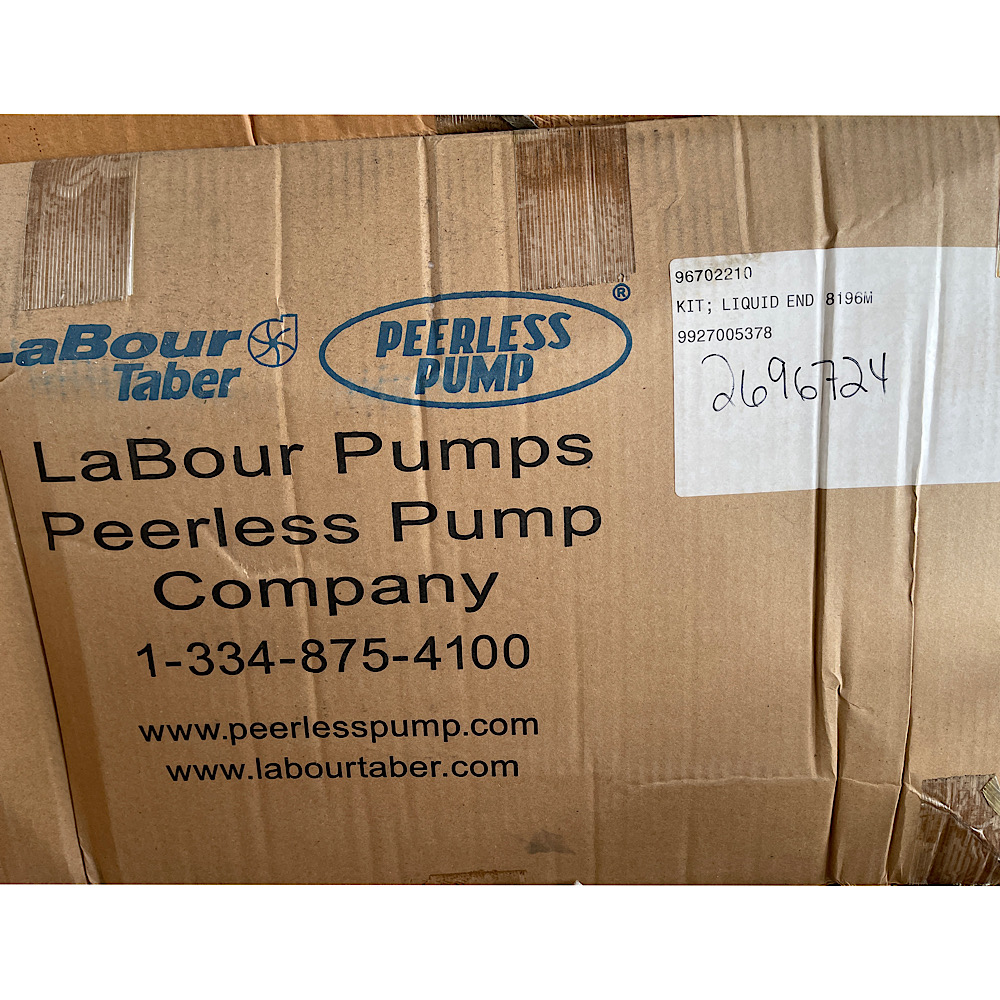 LaBour
Taber
PEERLESS
PUMP
®
LaBour Pumps
Peerless Pump
Company
1-334-875-4100
www.peerlesspump.com
www.labourtaber.com
96702210
KIT; LIQUID END 8196M
9927005378
2696724